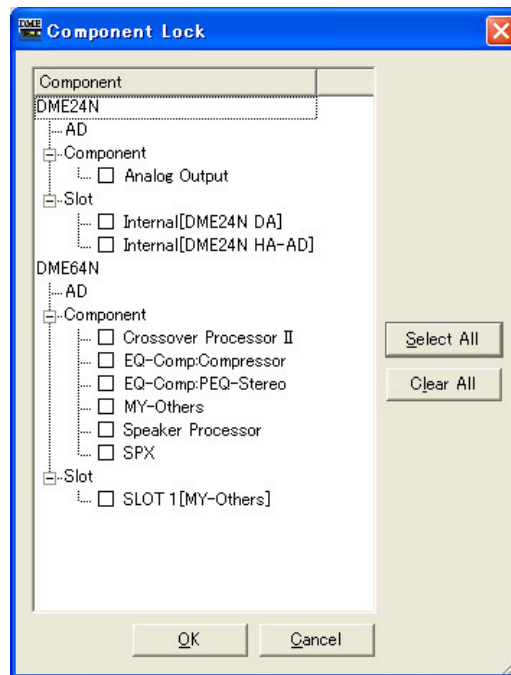 DME
Component Lock
Component
DME24N
AD
Component
Analog Output
Slot
Internal[DME24N DA]
Internal[DME24N HA-AD]
DME64N
AD
Component
Crossover Processor II
EQ-Comp:Compressor
EQ-Comp:PEQ-Stereo
MY-Others
Speaker Processor
SPX
Slot
SLOT 1[MY-Others]
Select All
Clear All
OK
Cancel